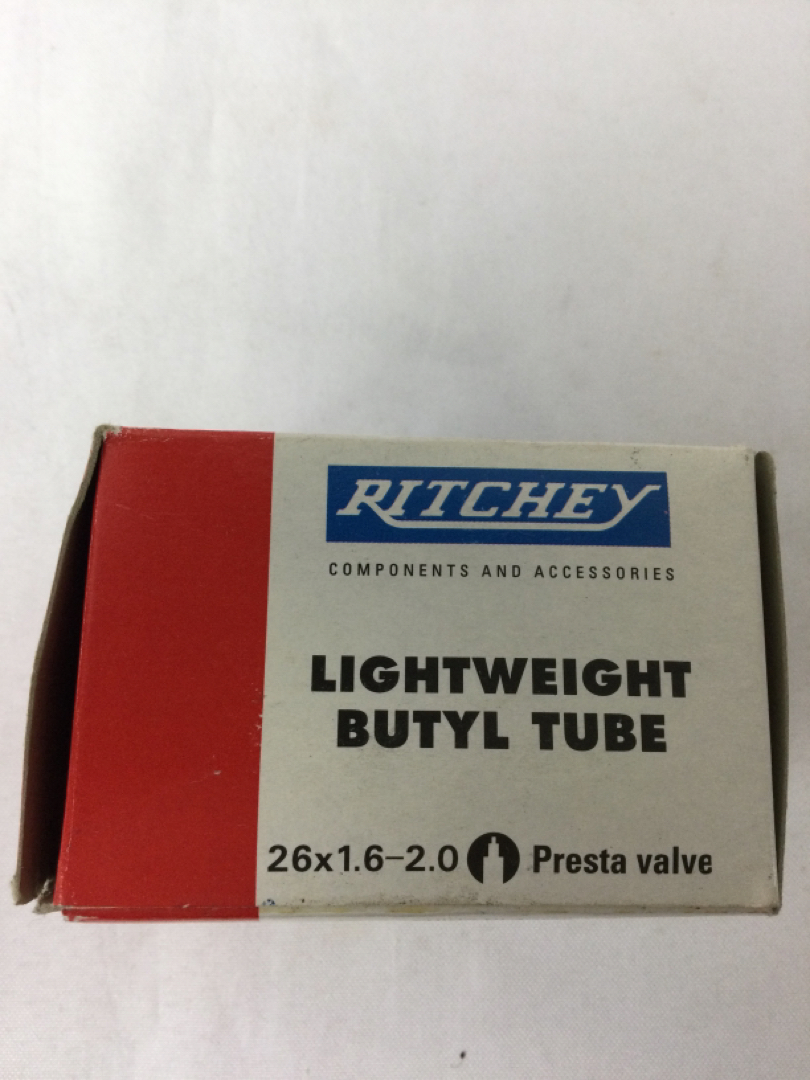 RITCHEY
COMPONENTS AND ACCESSORIES
LIGHTWEIGHT
BUTYL TUBE
26x1.6–2.0 Presta valve